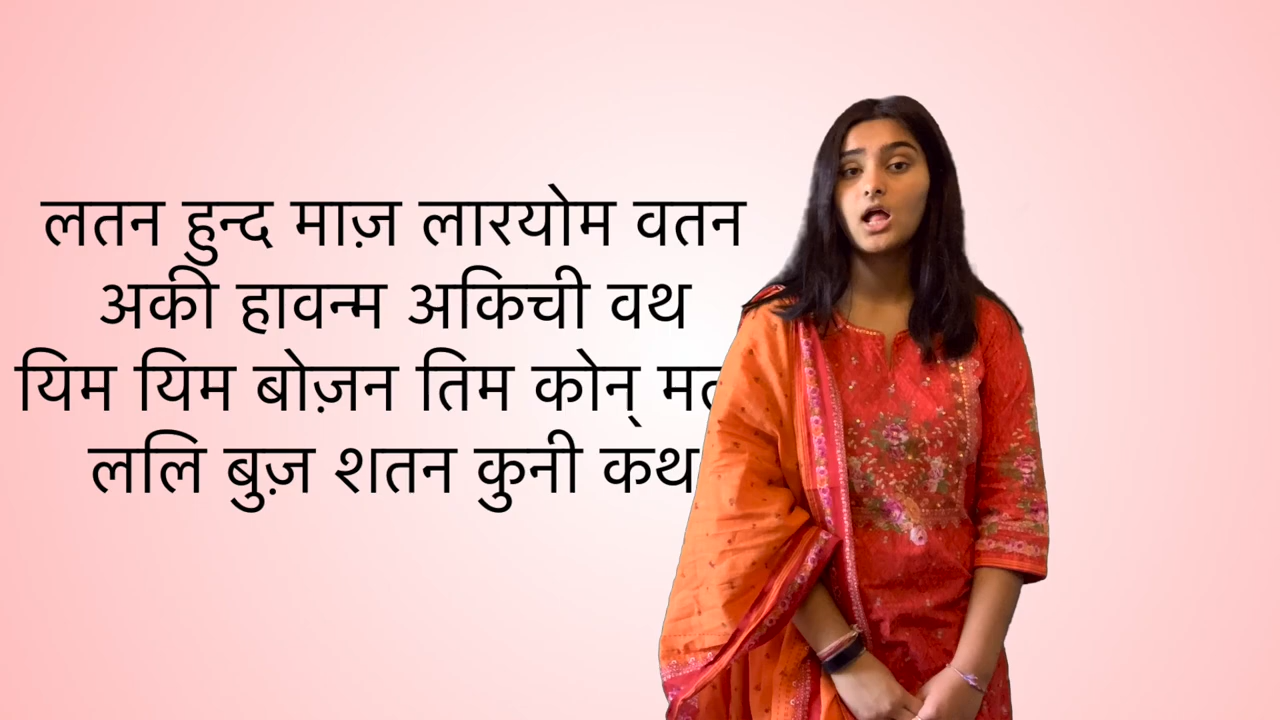 लतन हुन्द माज़ लारयोम वतन
अकी हावन्म अकिची वथ
यिम यिम बोज़न तिम कोन्
ललि बुज़ शतन कुनी कथ